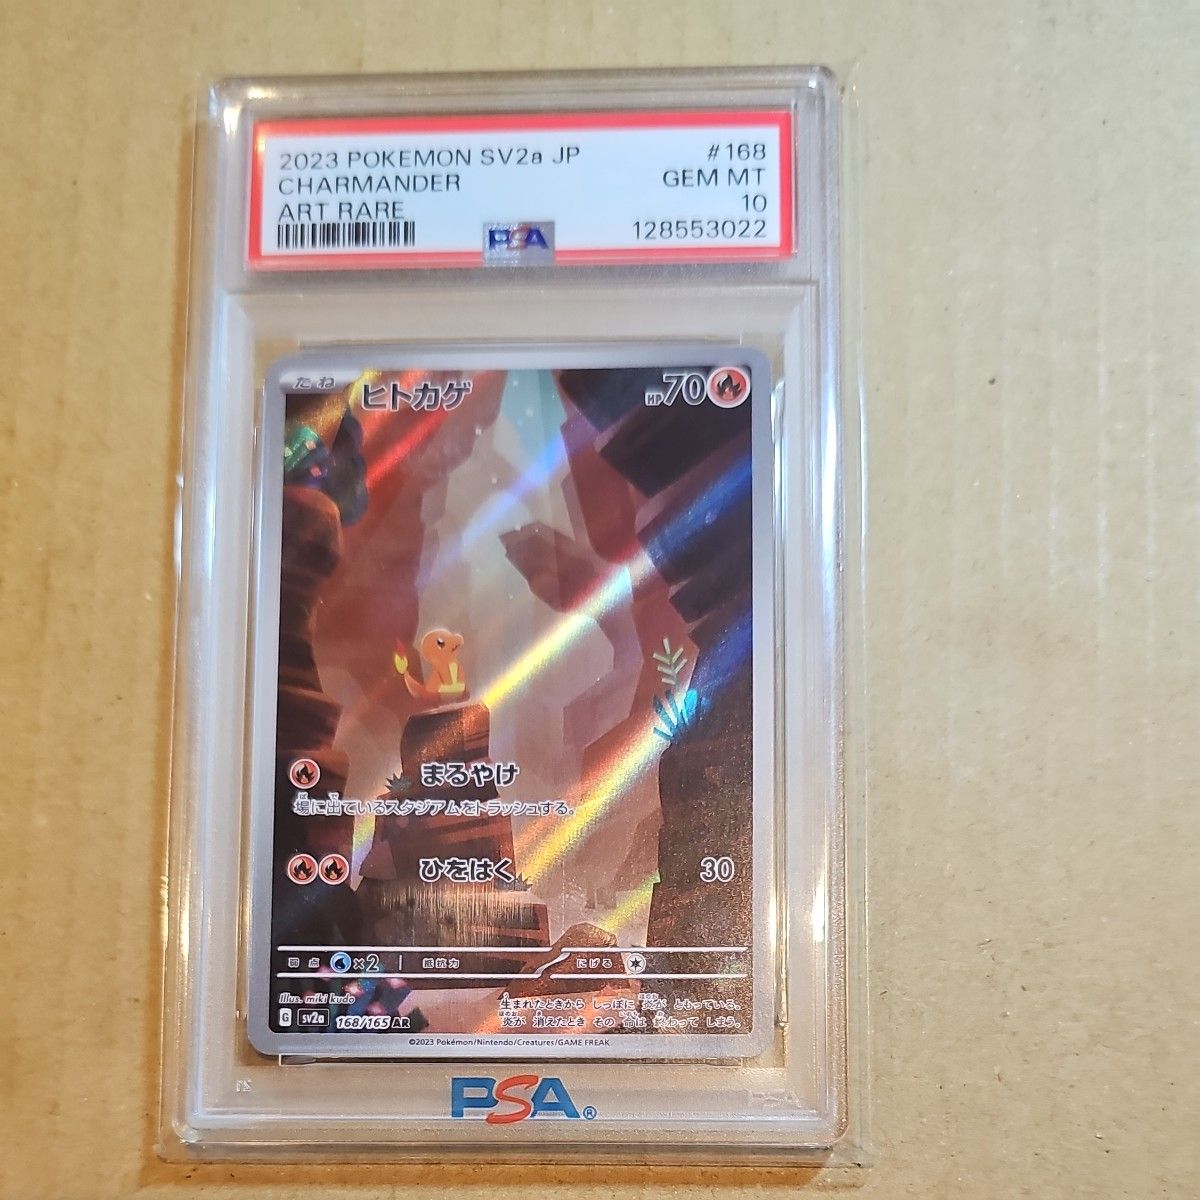 2023 POKEMON SV2a JP #168
CHARMANDER GEM MT
ART RARE 10
PSA 128553022
たね ヒトカゲ HP70
まるやけ
場に出ているスタジアムをトラッシュする。
ひをはく 30
弱点 ×2 抵抗力 にげる
Illus. miki kudo
G sv2a 168/165 AR
生まれたときから しっぽに 炎が ともっている。
炎が 消えたとき その 命は 終わって しまう。
©2023 Pokémon/Nintendo/Creatures/GAME FREAK
PSA®